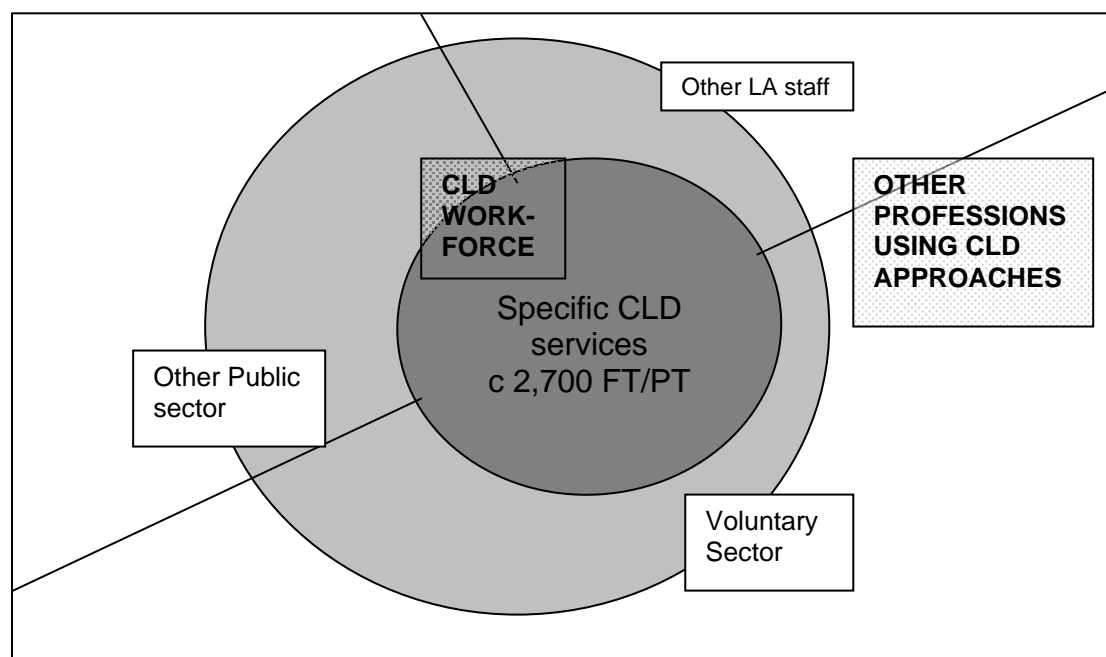 Other LA staff
CLD
WORK-
FORCE
OTHER
PROFESSIONS
USING CLD
APPROACHES
Specific CLD
services
c 2,700 FT/PT
Other Public
sector
Voluntary
Sector